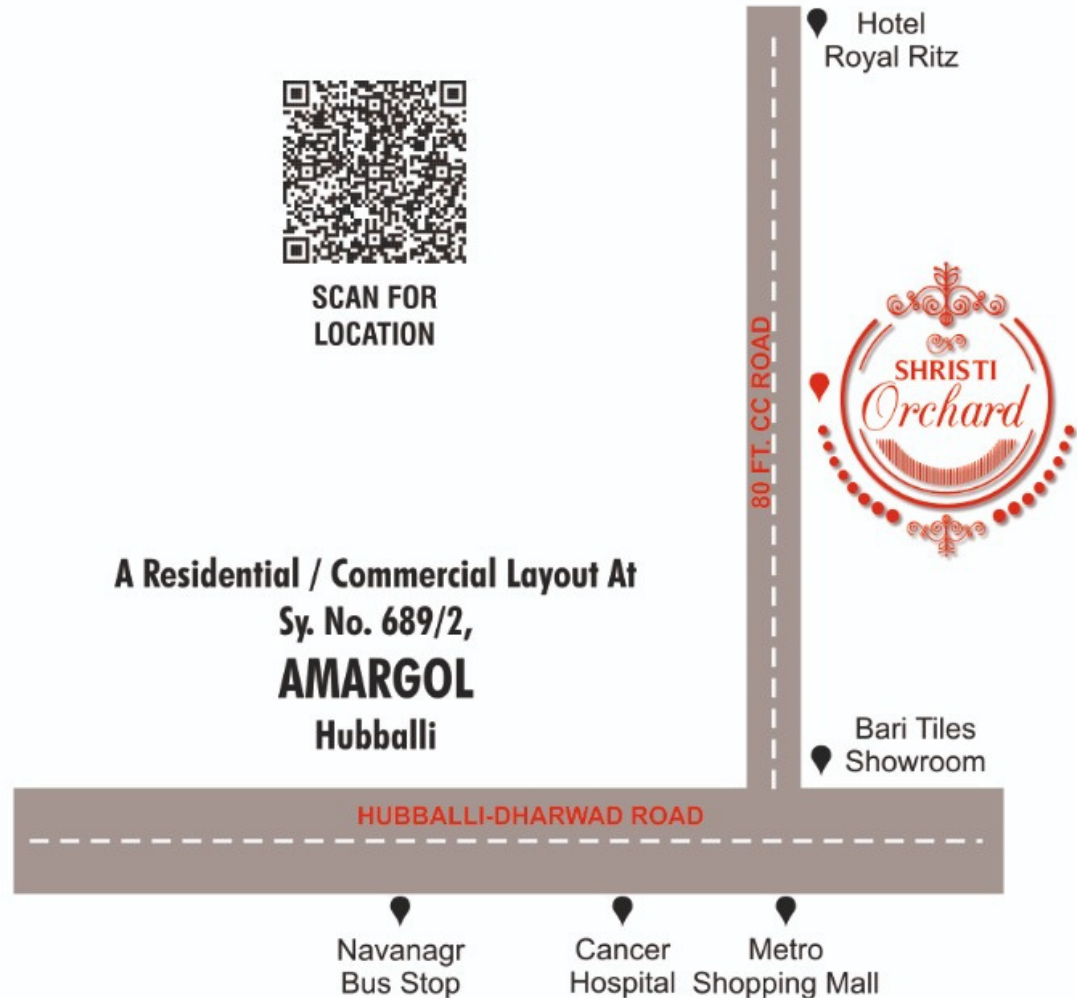 Hotel
Royal Ritz
SCAN FOR
LOCATION
80 FT. CC ROAD
SHRISTI
Orchard
A Residential / Commercial Layout At
Sy. No. 689/2,
AMARGOL
Hubballi
Bari Tiles
Showroom
HUBBALLI-DHARWAD ROAD
Navanagr
Bus Stop
Cancer
Hospital
Metro
Shopping Mall